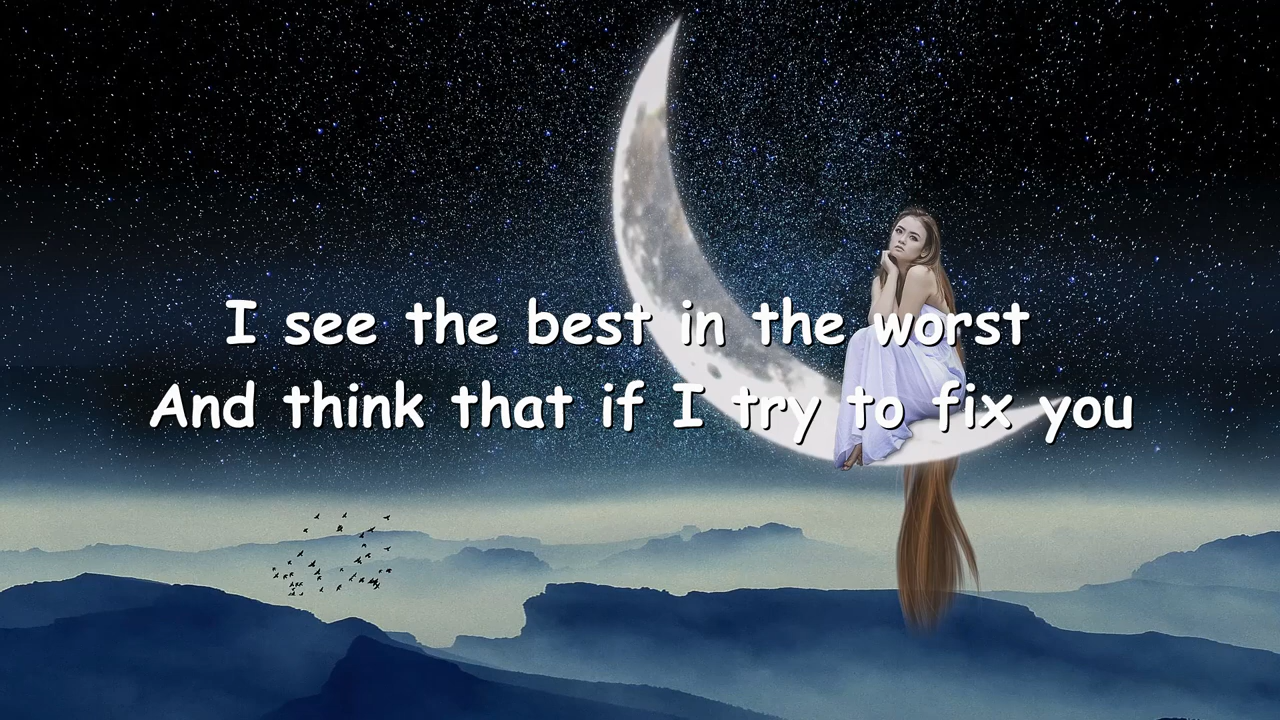 I see the best in the worst
And think that if I try to fix you